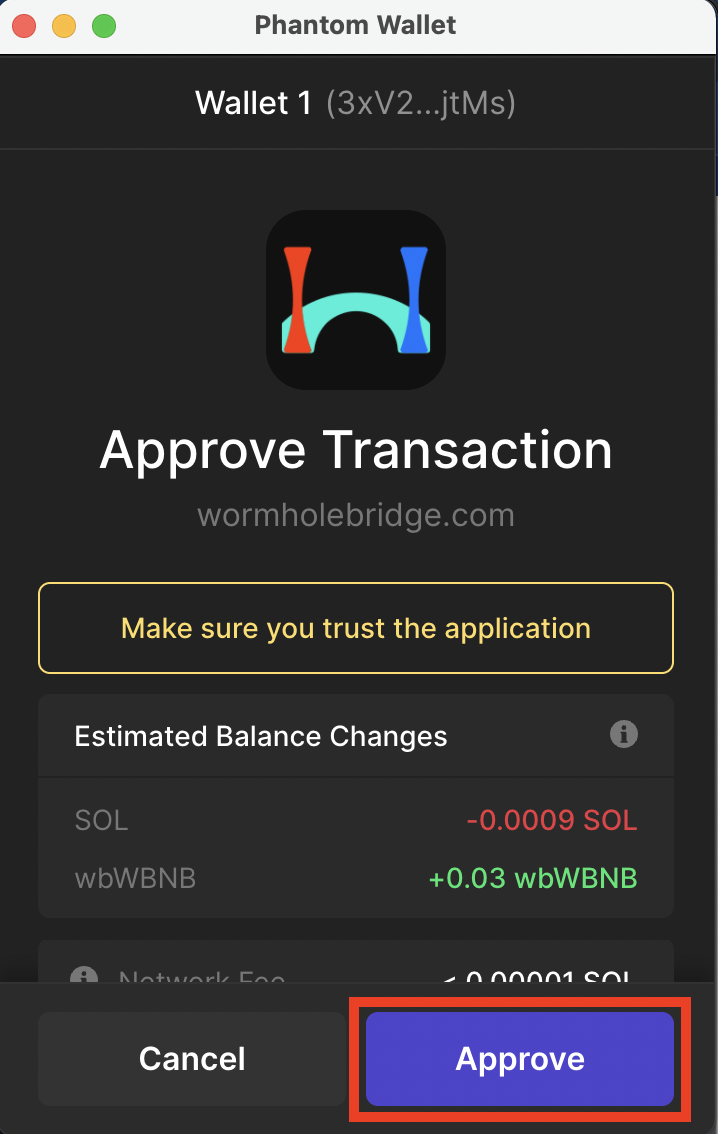 Phantom Wallet
Wallet 1 (3xV2...jtMs)
Approve Transaction
wormholebridge.com
Make sure you trust the application
Estimated Balance Changes
SOL -0.0009 SOL
wbWBNB +0.03 wbWBNB
Network Fee < 0.00001 SOL
Cancel Approve